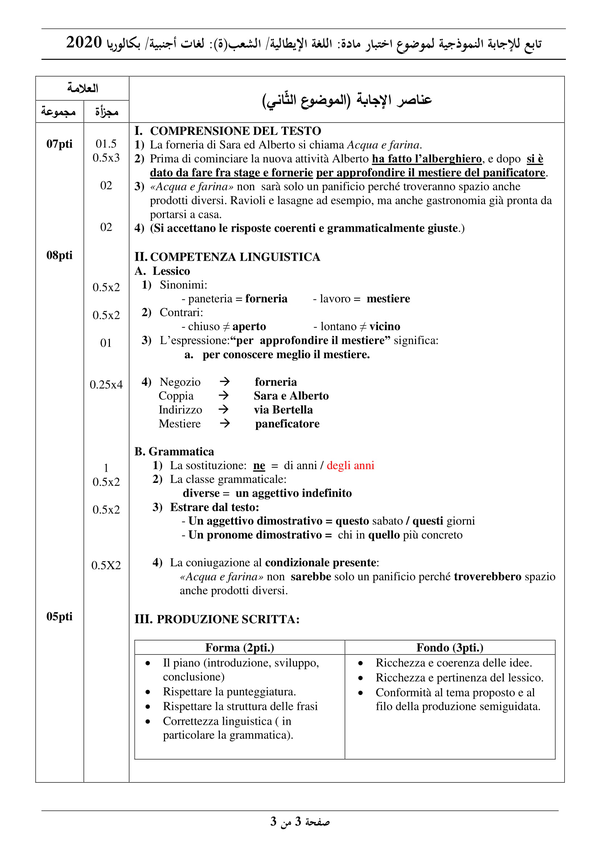 تابع للإجابة النموذجية لموضوع اختبار مادة: اللغة الإيطالية/ الشعب(ة): لغات أجنبية/ بكالوريا 2020
العلامة
عناصر الإجابة (الموضوع الثّاني)
مجموعة مجزأة
I. COMPRENSIONE DEL TESTO
07pti 01.5 1) La forneria di Sara ed Alberto si chiama Acqua e farina.
0.5x3 2) Prima di cominciare la nuova attività Alberto ha fatto l'alberghiero, e dopo si è
dato da fare fra stage e fornerie per approfondire il mestiere del panificatore.
02 3) «Acqua e farina» non sarà solo un panificio perché troveranno spazio anche
prodotti diversi. Ravioli e lasagne ad esempio, ma anche gastronomia già pronta da
portarsi a casa.
02 4) (Si accettano le risposte coerenti e grammaticalmente giuste.)
08pti II. COMPETENZA LINGUISTICA
A. Lessico
0.5x2 1) Sinonimi:
- paneteria = forneria - lavoro = mestiere
0.5x2 2) Contrari:
- chiuso ≠ aperto - lontano ≠ vicino
01 3) L'espressione:“per approfondire il mestiere” significa:
a. per conoscere meglio il mestiere.
0.25x4 4) Negozio → forneria
Coppia → Sara e Alberto
Indirizzo → via Bertella
Mestiere → paneficatore
B. Grammatica
1 1) La sostituzione: ne = di anni / degli anni
0.5x2 2) La classe grammaticale:
diverse = un aggettivo indefinito
0.5x2 3) Estrare dal testo:
- Un aggettivo dimostrativo = questo sabato / questi giorni
- Un pronome dimostrativo = chi in quello più concreto
0.5X2 4) La coniugazione al condizionale presente:
«Acqua e farina» non sarebbe solo un panificio perché troverebbero spazio
anche prodotti diversi.
05pti III. PRODUZIONE SCRITTA:
Forma (2pti.) Fondo (3pti.)
• Il piano (introduzione, sviluppo,
conclusione)
• Rispettare la punteggiatura.
• Rispettare la struttura delle frasi
• Correttezza linguistica ( in
particolare la grammatica).
• Ricchezza e coerenza delle idee.
• Ricchezza e pertinenza del lessico.
• Conformità al tema proposto e al
filo della produzione semiguidata.
صفحة 3 من 3